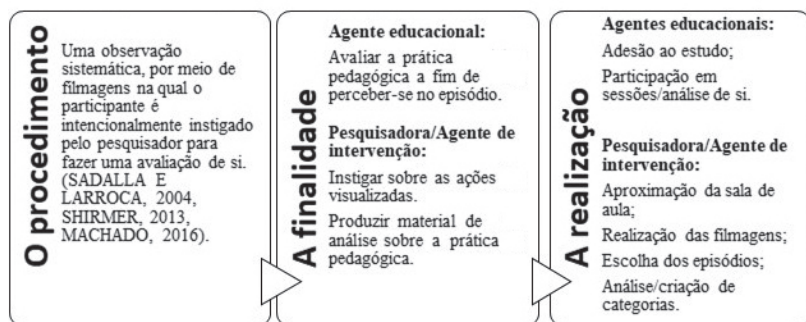 O procedimento
Uma observação
sistemática, por meio de
filmagens na qual o
participante é
intencionalmente instigado
pelo pesquisador para
fazer uma avaliação de si.
(SADALLA E
LARROCA, 2004,
SHIRMER, 2013,
MACHADO, 2016).
A finalidade
Agente educacional:
Avaliar a prática
pedagógica a fim de
perceber-se no episódio.
Pesquisadora/Agente de
intervenção:
Instigar sobre as ações
visualizadas.
Produzir material de
análise sobre a prática
pedagógica.
A realização
Agentes educacionais:
Adesão ao estudo;
Participação em
sessões/análise de si.
Pesquisadora/Agente de
intervenção:
Aproximação da sala de
aula;
Realização das filmagens;
Escolha dos episódios;
Análise/criação de
categorias.